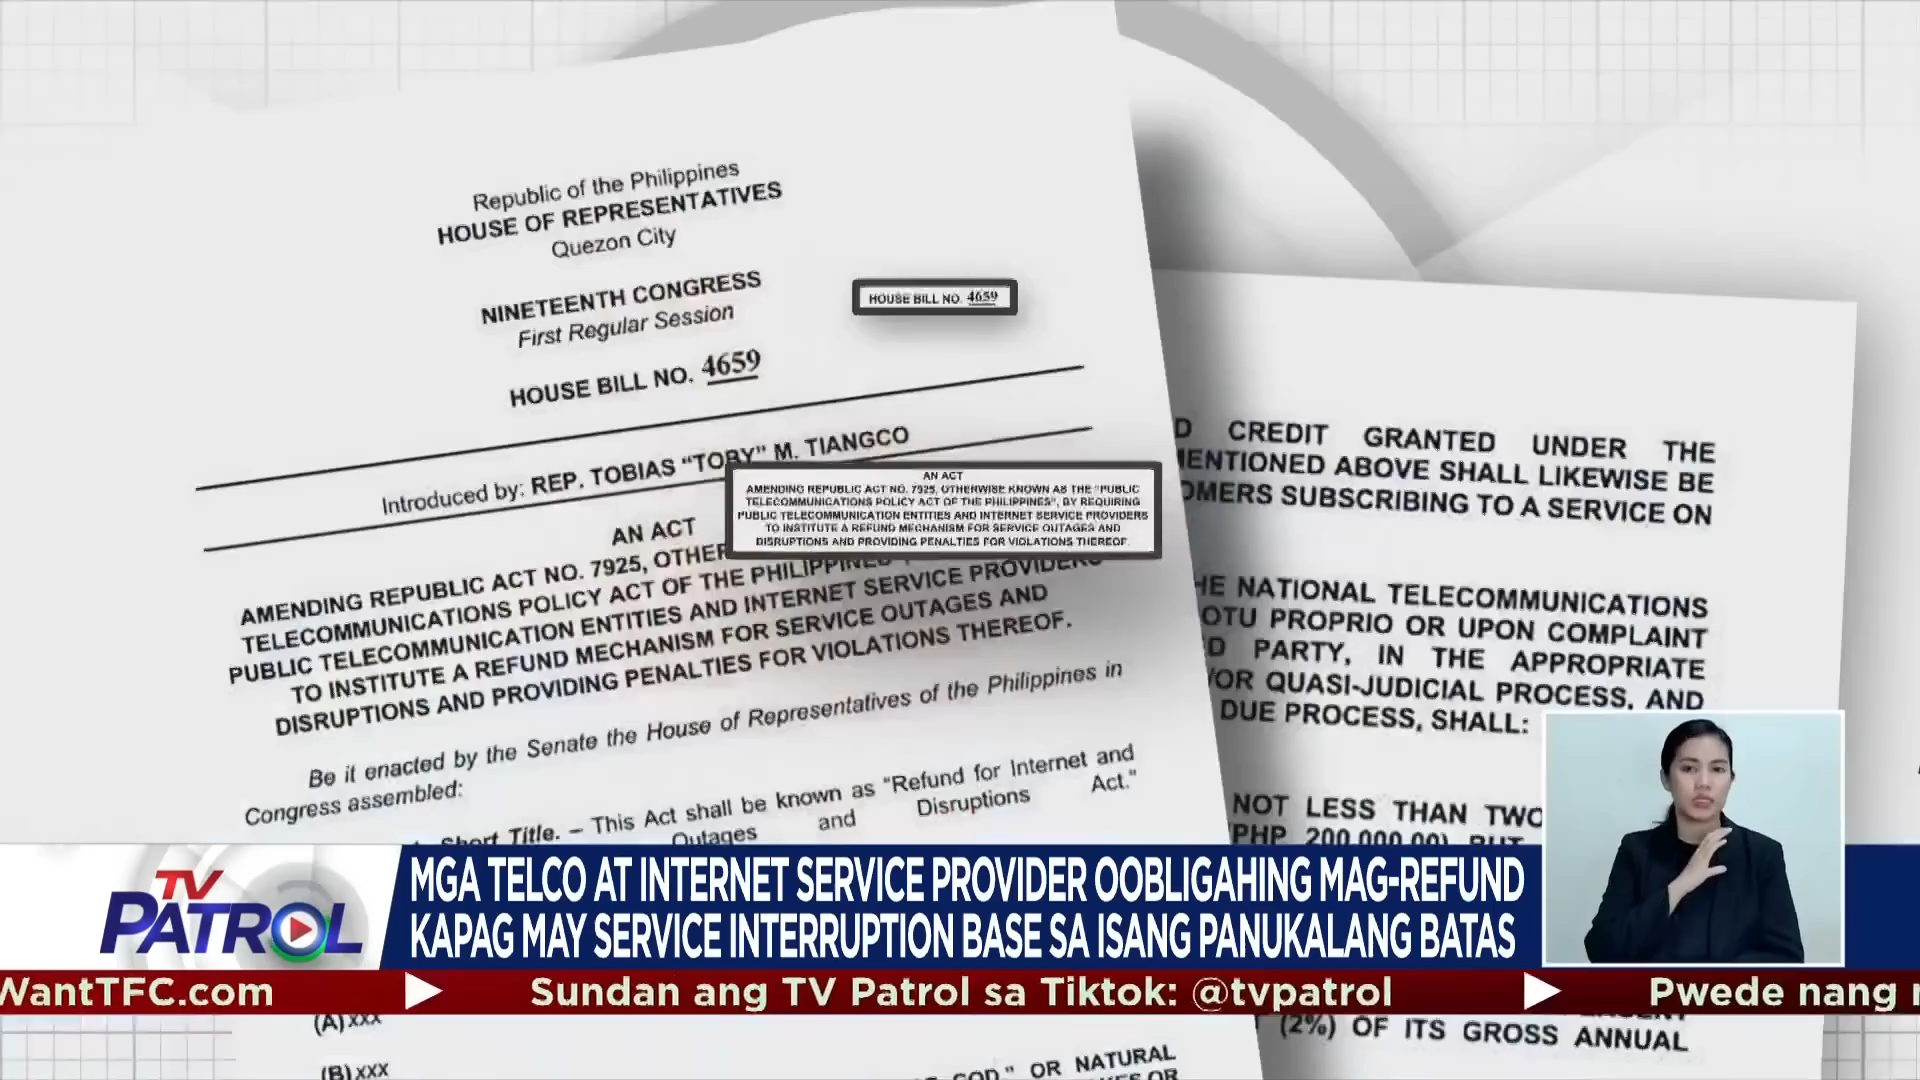 Republic of the Philippines
HOUSE OF REPRESENTATIVES
Quezon City
NINETEENTH CONGRESS
First Regular Session
HOUSE BILL NO. 4659
HOUSE BILL NO. 4659
Introduced by: REP. TOBIAS “TOBY” M. TIANGCO
AN ACT
AMENDING REPUBLIC ACT NO. 7925, OTHER
TELECOMMUNICATIONS POLICY ACT OF THE PHILIPPINES
PUBLIC TELECOMMUNICATION ENTITIES AND INTERNET SERVICE PROVIDERS
TO INSTITUTE A REFUND MECHANISM FOR SERVICE OUTAGES AND
DISRUPTIONS AND PROVIDING PENALTIES FOR VIOLATIONS THEREOF.
AN ACT
AMENDING REPUBLIC ACT NO. 7925, OTHERWISE KNOWN AS THE "PUBLIC
TELECOMMUNICATIONS POLICY ACT OF THE PHILIPPINES", BY REQUIRING
PUBLIC TELECOMMUNICATION ENTITIES AND INTERNET SERVICE PROVIDERS
TO INSTITUTE A REFUND MECHANISM FOR SERVICE OUTAGES AND
DISRUPTIONS AND PROVIDING PENALTIES FOR VIOLATIONS THEREOF.
Be it enacted by the Senate the House of Representatives of the Philippines in
Congress assembled:
Short Title. – This Act shall be known as “Refund for Internet and
Outages and Disruptions Act.”
(A) xxx
(B) xxx
GOD,” OR NATURAL
OR
D CREDIT GRANTED UNDER THE
MENTIONED ABOVE SHALL LIKEWISE BE
OMERS SUBSCRIBING TO A SERVICE ON
HE NATIONAL TELECOMMUNICATIONS
OTU PROPRIO OR UPON COMPLAINT
D PARTY, IN THE APPROPRIATE
/OR QUASI-JUDICIAL PROCESS, AND
DUE PROCESS, SHALL:
NOT LESS THAN TWO
PHP 200,000.00) BUT
(2%) OF ITS GROSS ANNUAL
TV
PATROL
MGA TELCO AT INTERNET SERVICE PROVIDER OOBLIGAHING MAG-REFUND
KAPAG MAY SERVICE INTERRUPTION BASE SA ISANG PANUKALANG BATAS
WantTFC.com Sundan ang TV Patrol sa Tiktok: @tvpatrol Pwede nang